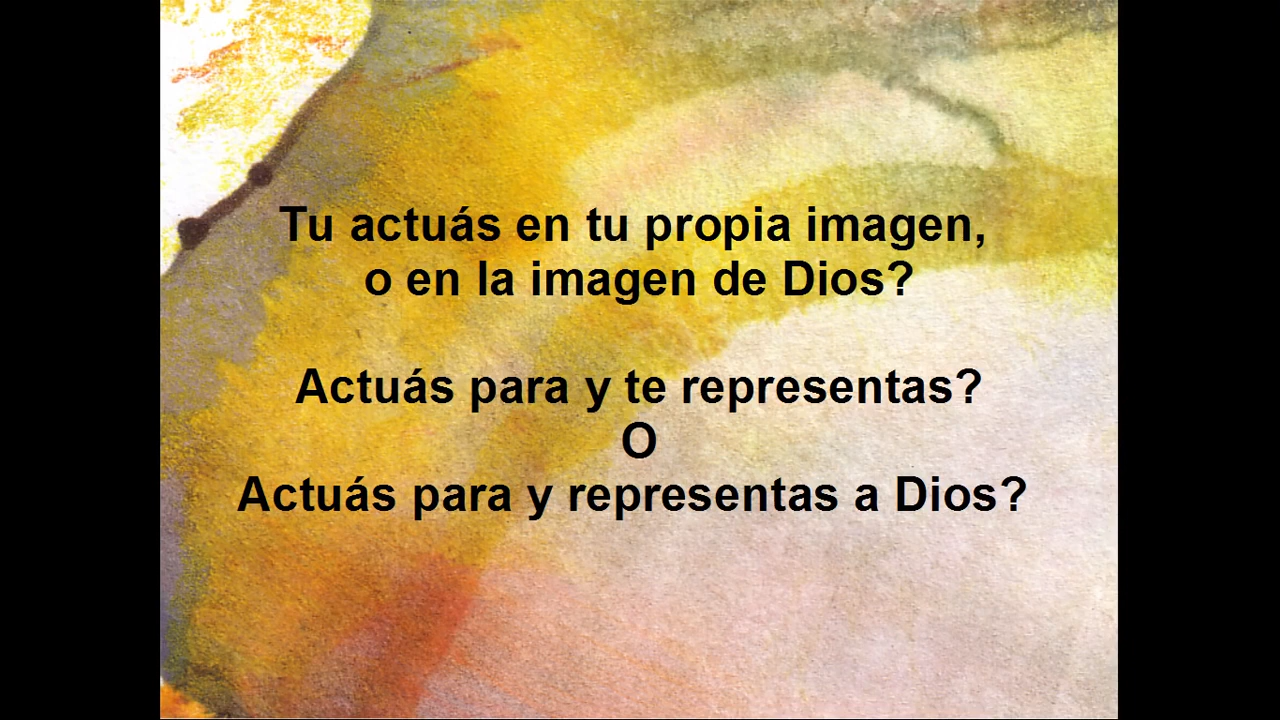 Tu actuás en tu propia imagen,
o en la imagen de Dios?
Actuás para y te representas?
O
Actuás para y representas a Dios?